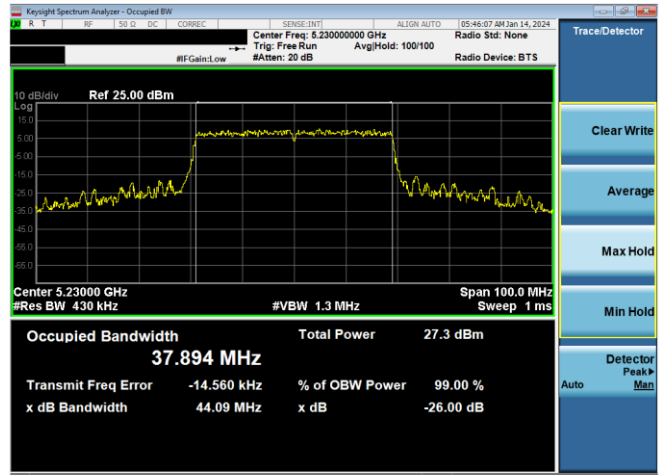 Keysight Spectrum Analyzer - Occupied BW
R T RF 50 Ω DC CORREC SENSE:INT ALIGN AUTO 05:46:07 AM Jan 14, 2024
Center Freq: 5.230000000 GHz Radio Std: None
Trig: Free Run Avg|Hold: 100/100
#IFGain:Low #Atten: 20 dB Radio Device: BTS
Trace/Detector
10 dB/div Ref 25.00 dBm
Log
15.0
5.00
-5.00
-15.0
-25.0
-35.0
-45.0
-55.0
-65.0
Center 5.23000 GHz Span 100.0 MHz
#Res BW 430 kHz #VBW 1.3 MHz Sweep 1 ms
Occupied Bandwidth Total Power 27.3 dBm
37.894 MHz
Transmit Freq Error -14.560 kHz % of OBW Power 99.00 %
x dB Bandwidth 44.09 MHz x dB -26.00 dB
Clear Write
Average
Max Hold
Min Hold
Detector
Peak▶
Auto Man